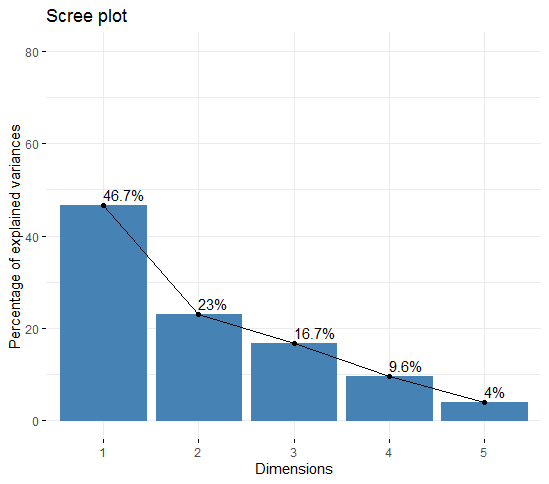 Scree plot
Percentage of explained variances
80
60
40
20
0
46.7%
23%
16.7%
9.6%
4%
1 2 3 4 5
Dimensions